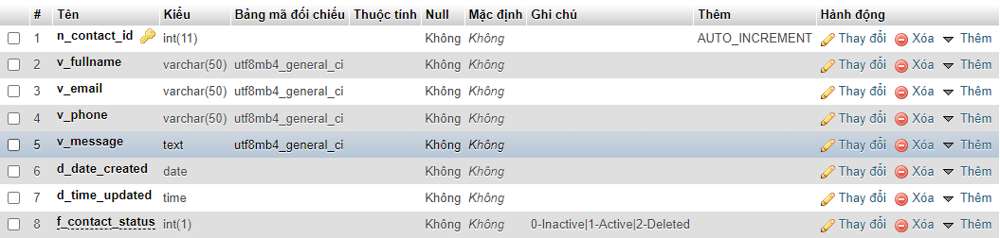 # Tên Kiểu Bảng mã đối chiếu Thuộc tính Null Mặc định Ghi chú Thêm Hành động
1 n_contact_id int(11) Không Không AUTO_INCREMENT Thay đổi Xóa Thêm
2 v_fullname varchar(50) utf8mb4_general_ci Không Không Thay đổi Xóa Thêm
3 v_email varchar(50) utf8mb4_general_ci Không Không Thay đổi Xóa Thêm
4 v_phone varchar(50) utf8mb4_general_ci Không Không Thay đổi Xóa Thêm
5 v_message text utf8mb4_general_ci Không Không Thay đổi Xóa Thêm
6 d_date_created date Không Không Thay đổi Xóa Thêm
7 d_time_updated time Không Không Thay đổi Xóa Thêm
8 f_contact_status int(1) Không Không 0-Inactive|1-Active|2-Deleted Thay đổi Xóa Thêm